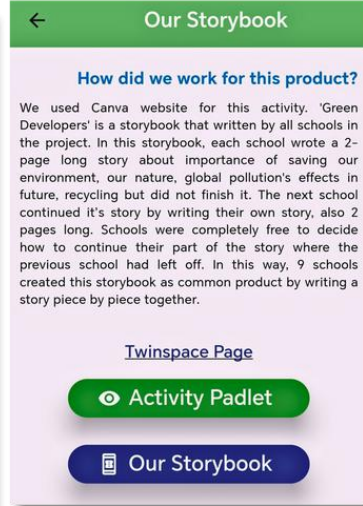 Our Storybook
How did we work for this product?
We used Canva website for this activity. 'Green
Developers' is a storybook that written by all schools in
the project. In this storybook, each school wrote a 2-
page long story about importance of saving our
environment, our nature, global pollution's effects in
future, recycling but did not finish it. The next school
continued it's story by writing their own story, also 2
pages long. Schools were completely free to decide
how to continue their part of the story where the
previous school had left off. In this way, 9 schools
created this storybook as common product by writing a
story piece by piece together.
Twinspace Page
Activity Padlet
Our Storybook